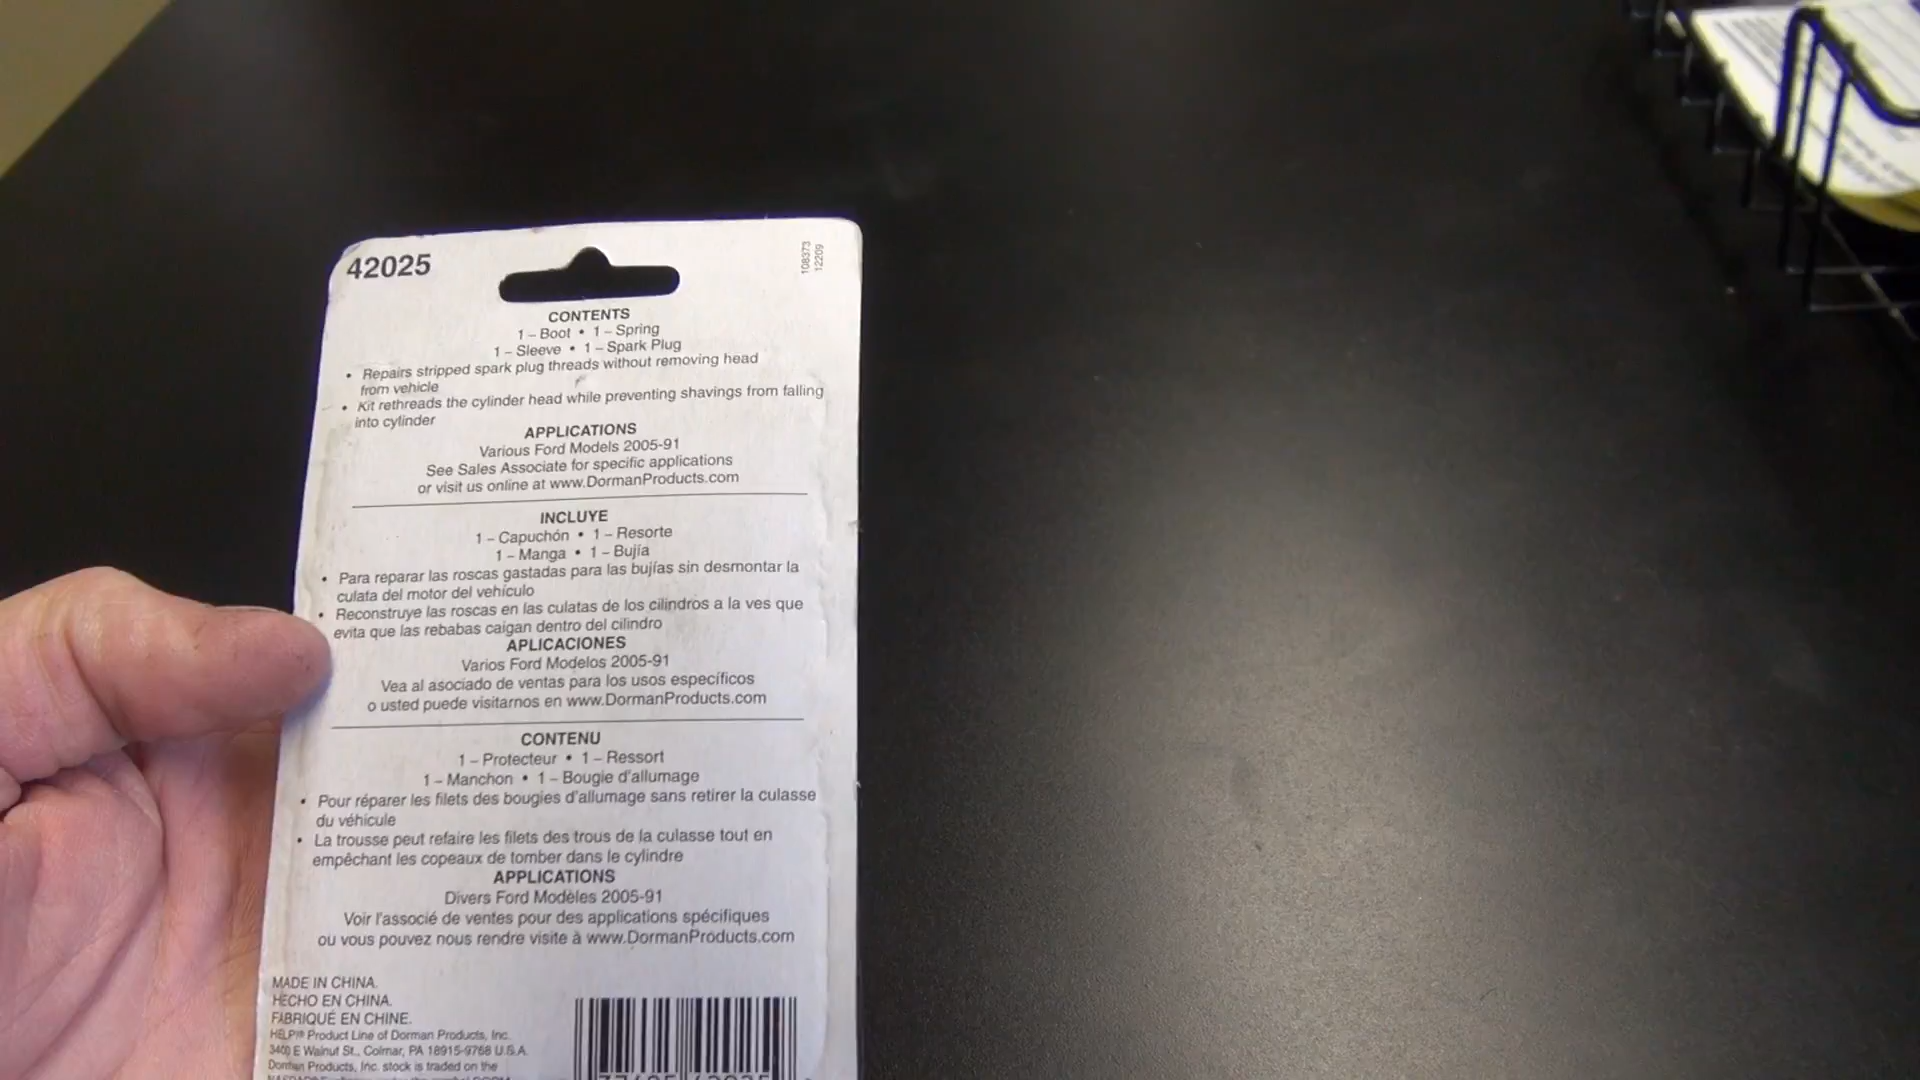 42025
108373
12209
CONTENTS
1 – Boot • 1 – Spring
1 – Sleeve • 1 – Spark Plug
• Repairs stripped spark plug threads without removing head
from vehicle
• Kit rethreads the cylinder head while preventing shavings from falling
into cylinder
APPLICATIONS
Various Ford Models 2005-91
See Sales Associate for specific applications
or visit us online at www.DormanProducts.com
INCLUYE
1 – Capuchón • 1 – Resorte
1 – Manga • 1 – Bujía
• Para reparar las roscas gastadas para las bujías sin desmontar la
culata del motor del vehículo
• Reconstruye las roscas en las culatas de los cilindros a la ves que
evita que las rebabas caigan dentro del cilindro
APLICACIONES
Varios Ford Modelos 2005-91
Vea al asociado de ventas para los usos específicos
o usted puede visitarnos en www.DormanProducts.com
CONTENU
1 – Protecteur • 1 – Ressort
1 – Manchon • 1 – Bougie d'allumage
• Pour réparer les filets des bougies d'allumage sans retirer la culasse
du véhicule
• La trousse peut refaire les filets des trous de la culasse tout en
empêchant les copeaux de tomber dans le cylindre
APPLICATIONS
Divers Ford Modèles 2005-91
Voir l'associé de ventes pour des applications spécifiques
ou vous pouvez nous rendre visite à www.DormanProducts.com
MADE IN CHINA.
HECHO EN CHINA.
FABRIQUÉ EN CHINE.
HELP!® Product Line of Dorman Products, Inc.
3400 E Walnut St., Colmar, PA 18915-9768 U.S.A.
Dorman Products, Inc. stock is traded on the